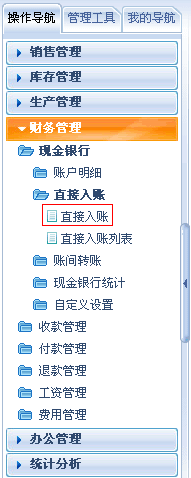 操作导航 管理工具 我的导航
销售管理
库存管理
生产管理
财务管理
现金银行
账户明细
直接入账
直接入账
直接入账列表
账间转账
现金银行统计
自定义设置
收款管理
付款管理
退款管理
工资管理
费用管理
办公管理
统计分析